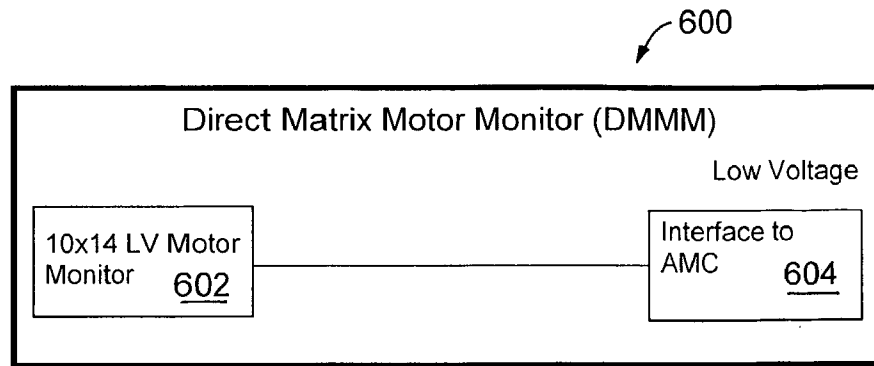 600
Direct Matrix Motor Monitor (DMMM)
Low Voltage
10x14 LV Motor
Monitor
602
Interface to
AMC
604